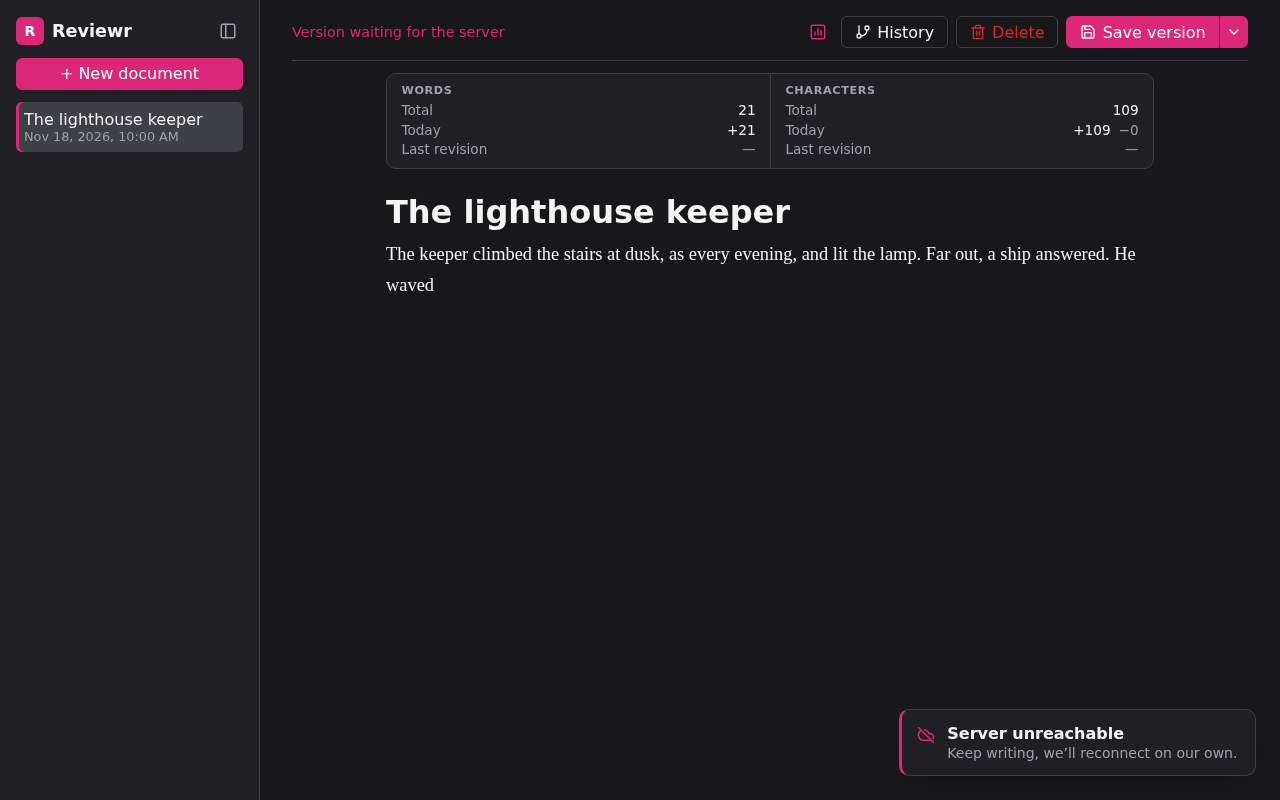 R Reviewr
+ New document
The lighthouse keeper
Nov 18, 2026, 10:00 AM
Version waiting for the server
History
Delete
Save version
WORDS
Total 21
Today +21
Last revision —
CHARACTERS
Total 109
Today +109 −0
Last revision —
The lighthouse keeper
The keeper climbed the stairs at dusk, as every evening, and lit the lamp. Far out, a ship answered. He
waved
Server unreachable
Keep writing, we’ll reconnect on our own.